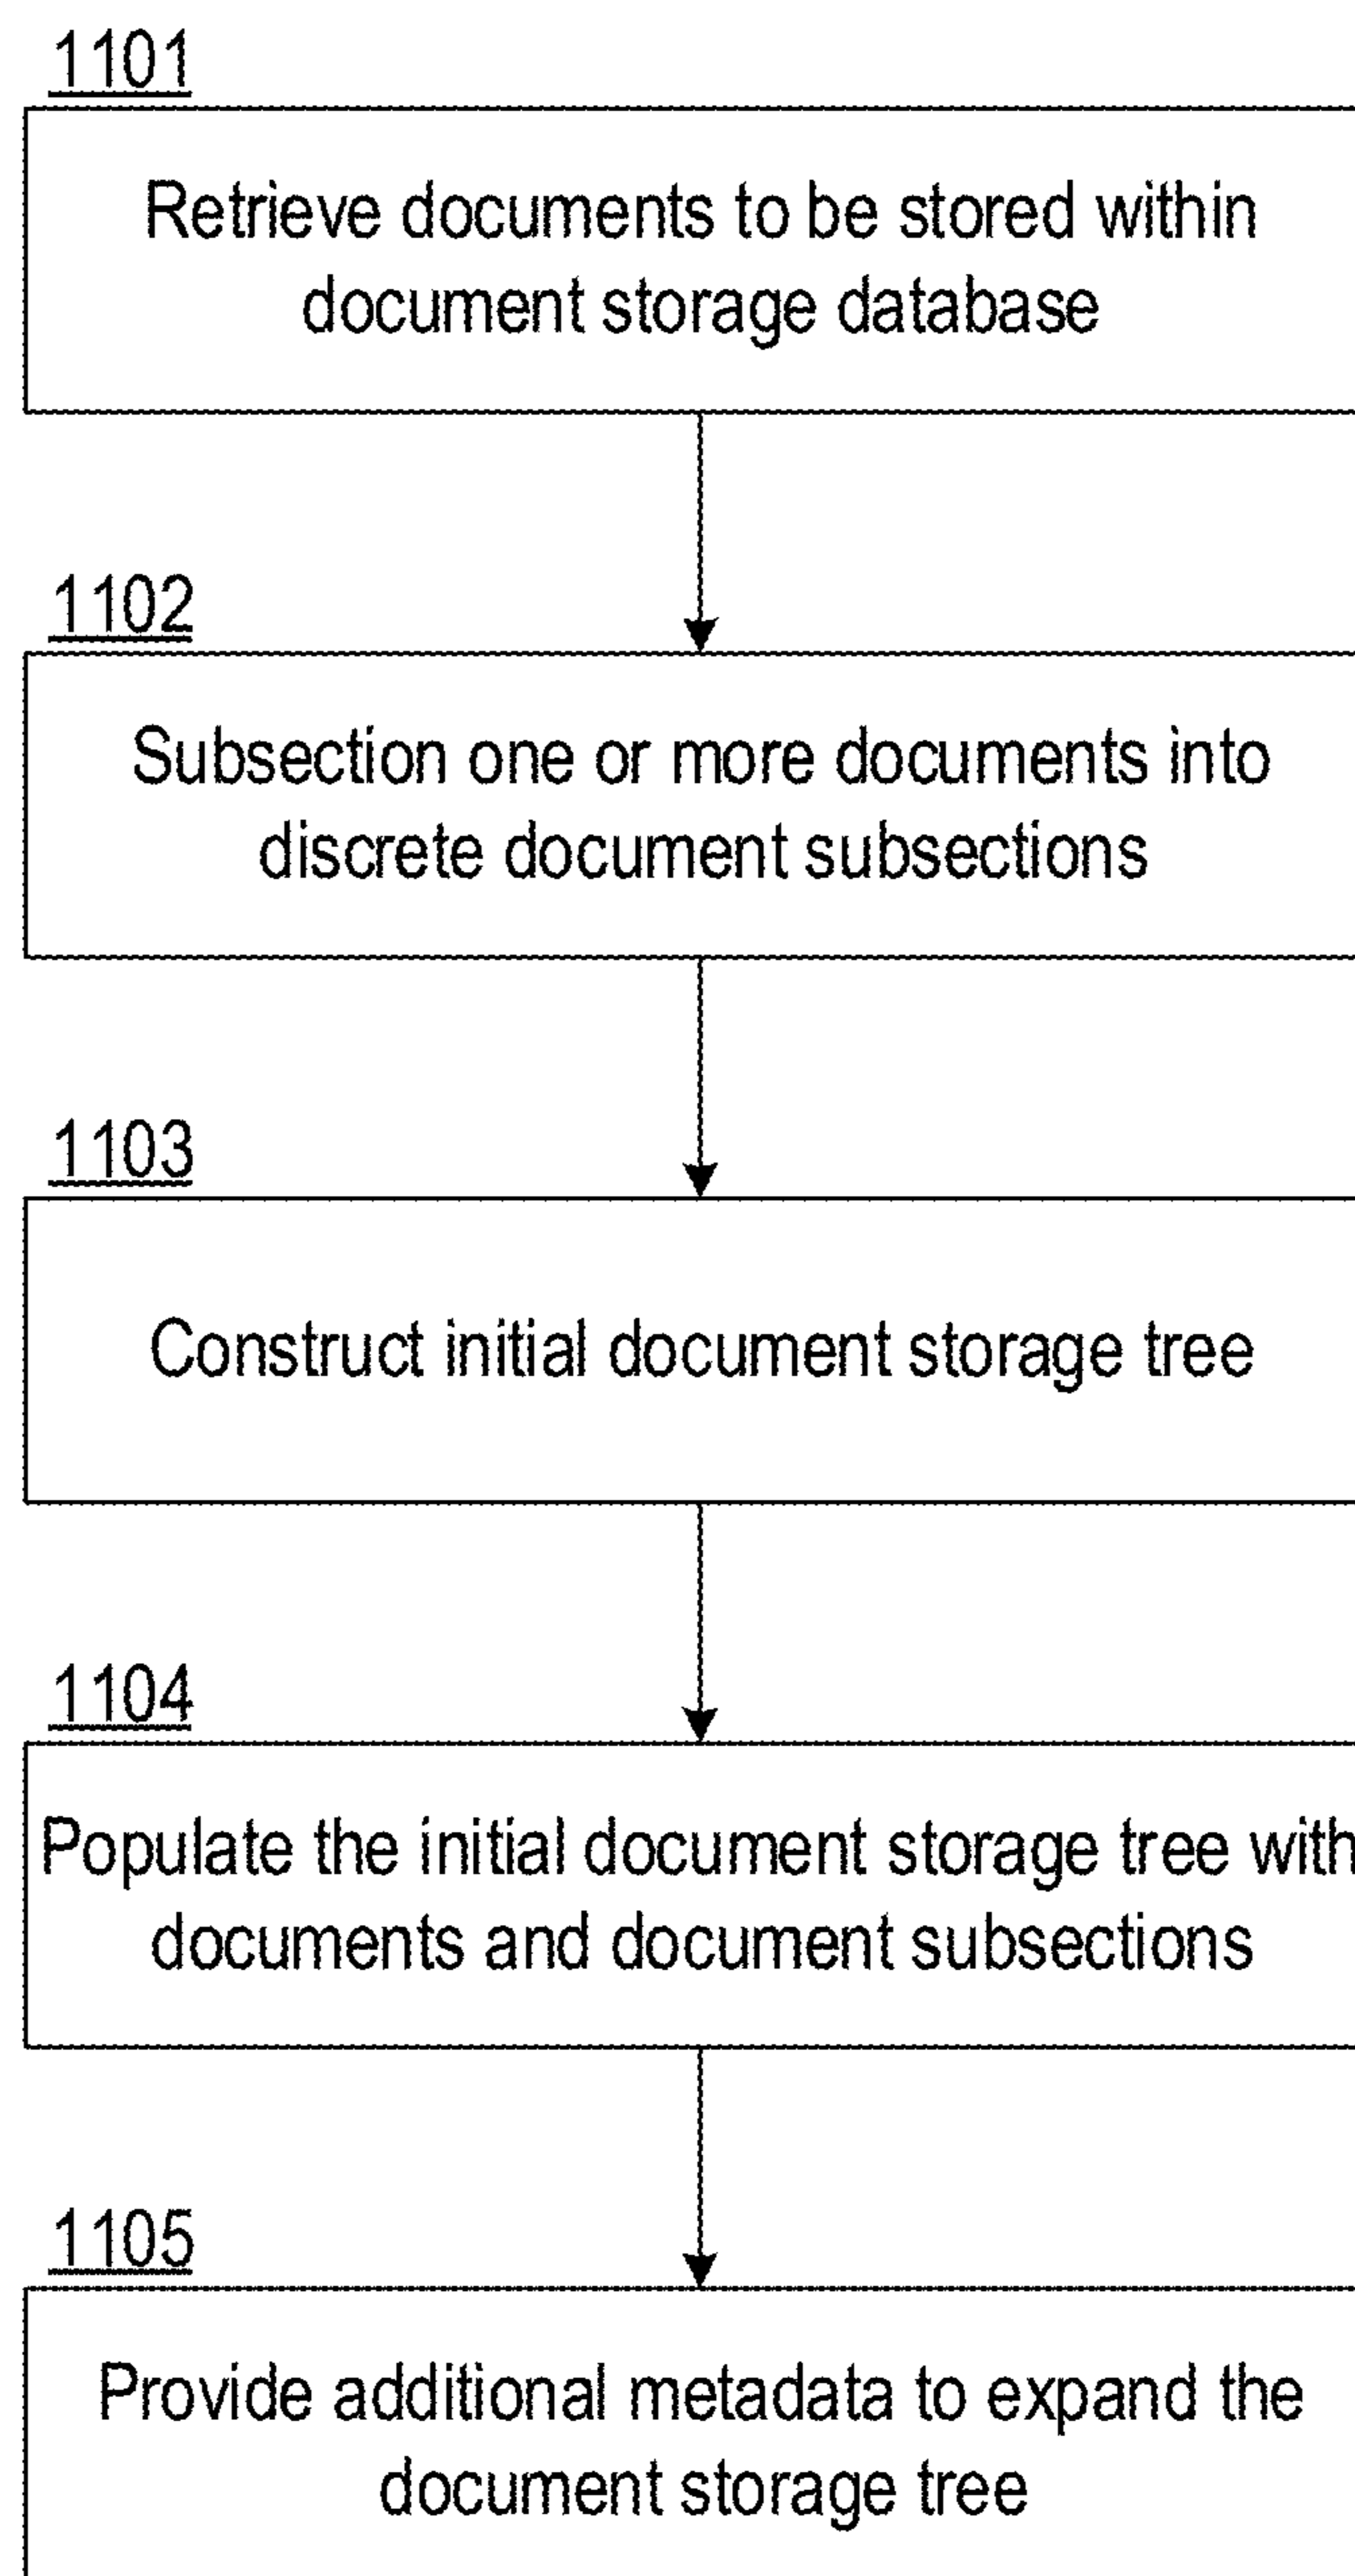 1101
Retrieve documents to be stored within
document storage database
1102
Subsection one or more documents into
discrete document subsections
1103
Construct initial document storage tree
1104
Populate the initial document storage tree with
documents and document subsections
1105
Provide additional metadata to expand the
document storage tree